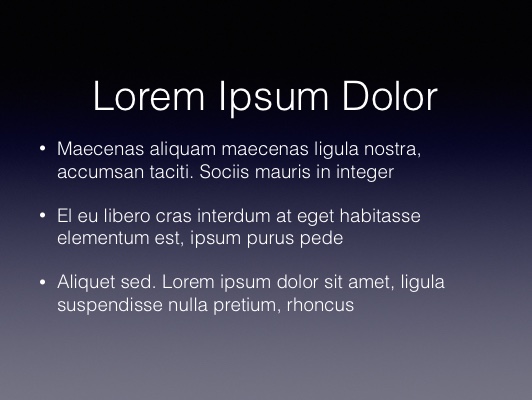 Lorem Ipsum Dolor
• Maecenas aliquam maecenas ligula nostra,
accumsan taciti. Sociis mauris in integer
• El eu libero cras interdum at eget habitasse
elementum est, ipsum purus pede
• Aliquet sed. Lorem ipsum dolor sit amet, ligula
suspendisse nulla pretium, rhoncus